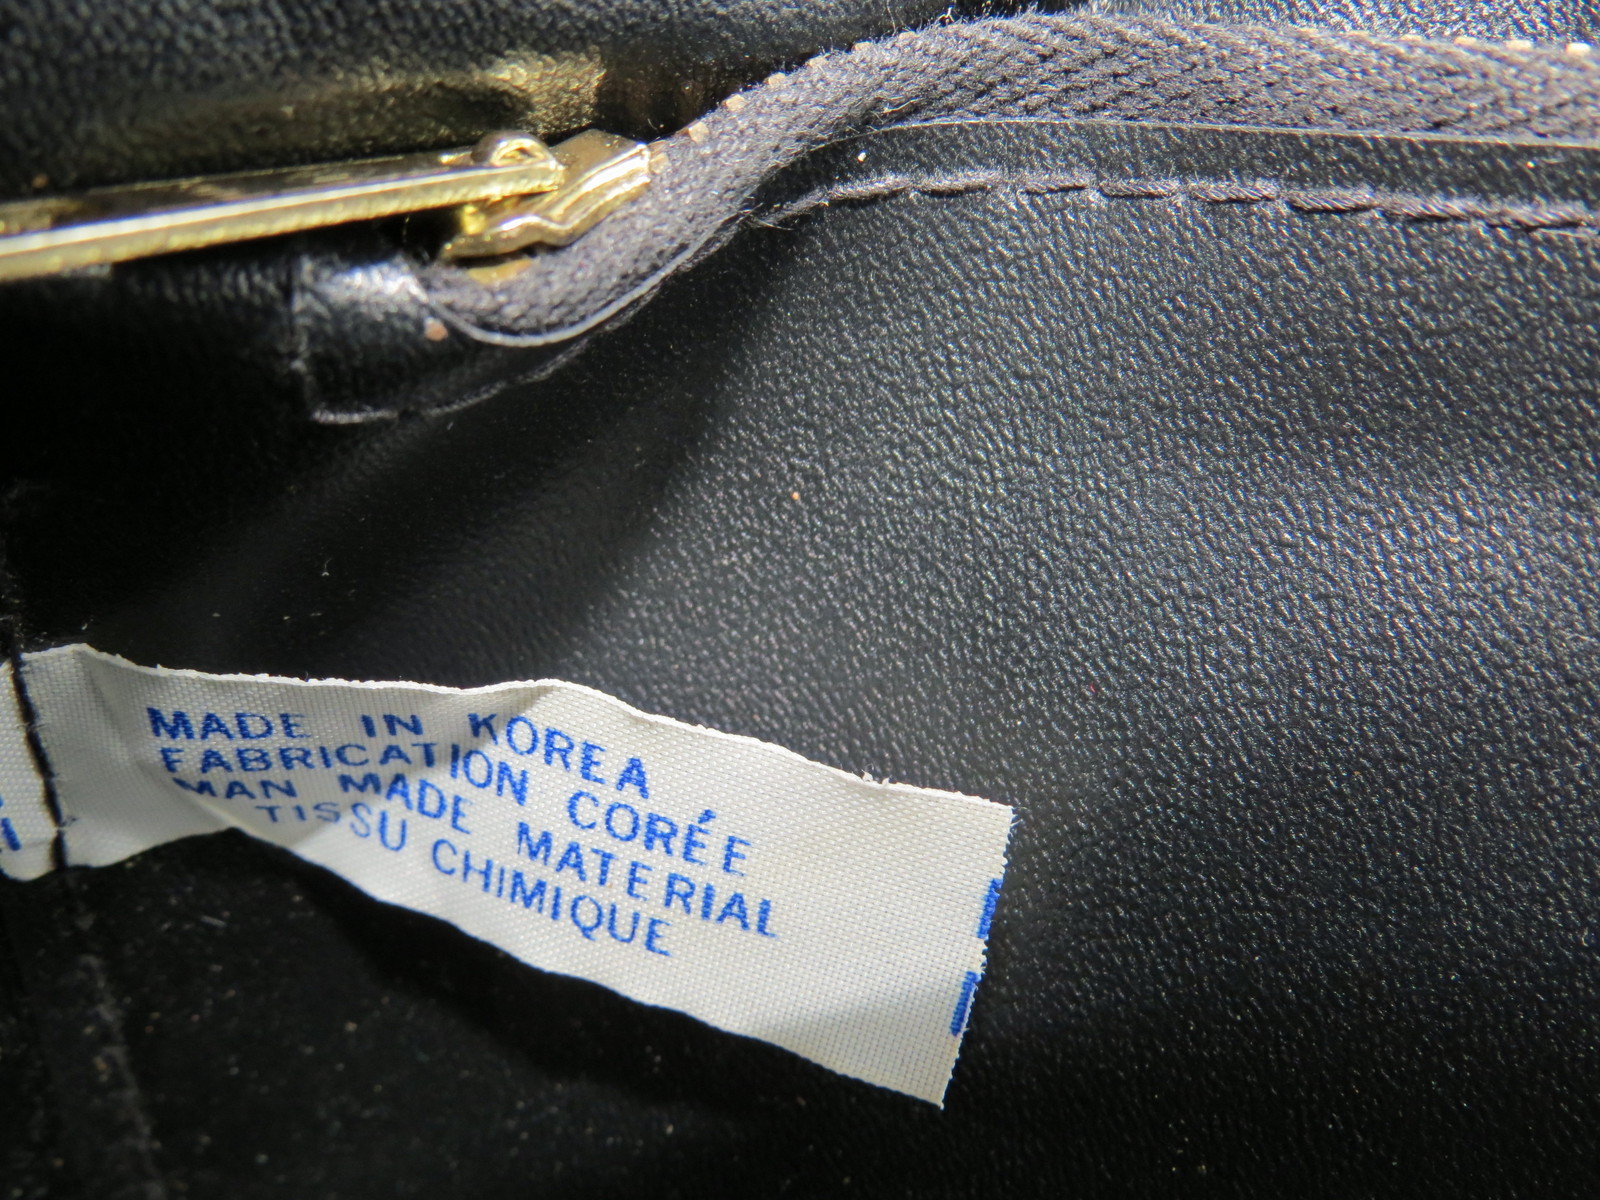 MADE IN KOREA
FABRICATION CORÉE
MAN MADE MATERIAL
TISSU CHIMIQUE